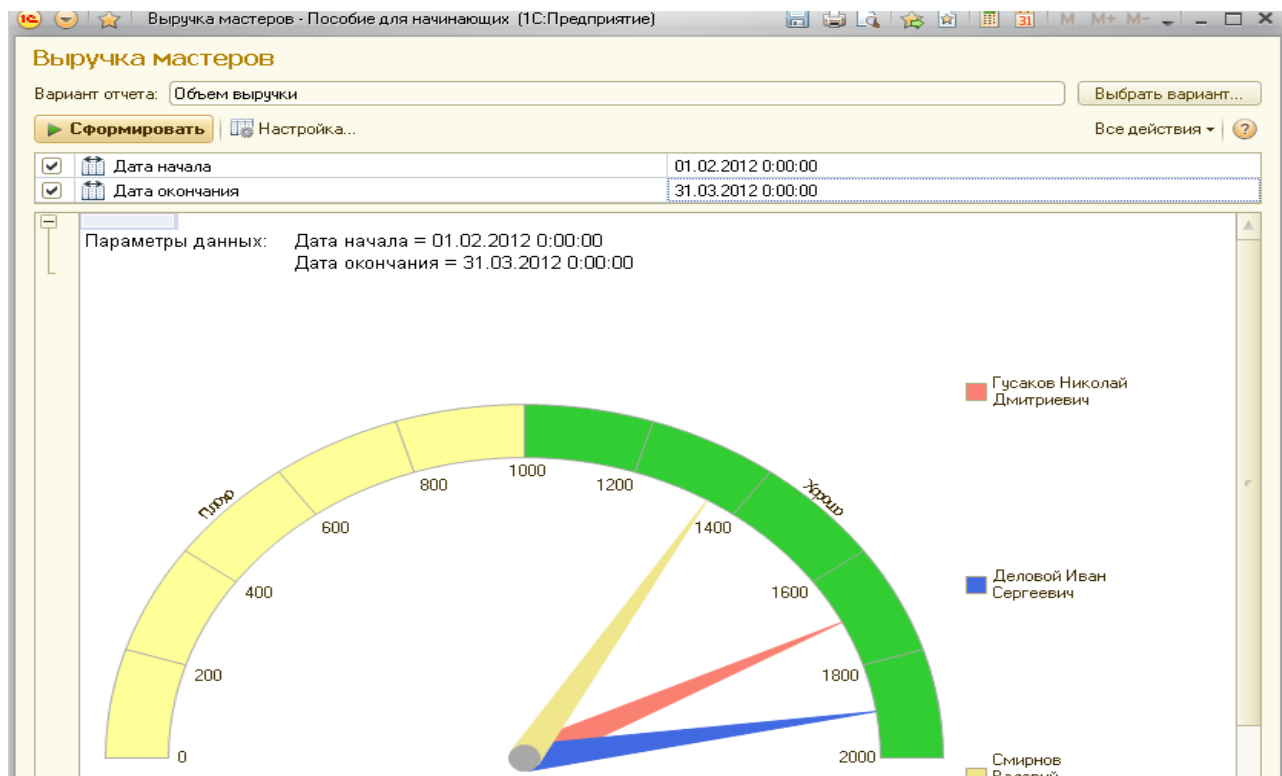 Выручка мастеров - Пособие для начинающих (1С:Предприятие)
31 M M+ M-
Выручка мастеров
Вариант отчета: Объем выручки Выбрать вариант...
Сформировать Настройка... Все действия ?
Дата начала 01.02.2012 0:00:00
Дата окончания 31.03.2012 0:00:00
Параметры данных: Дата начала = 01.02.2012 0:00:00
Дата окончания = 31.03.2012 0:00:00
Гусаков Николай
Дмитриевич
Плохо
Хорошо
1000
800
1200
600
1400
400
1600
Деловой Иван
Сергеевич
200
1800
0
2000
Смирнов
Валерий